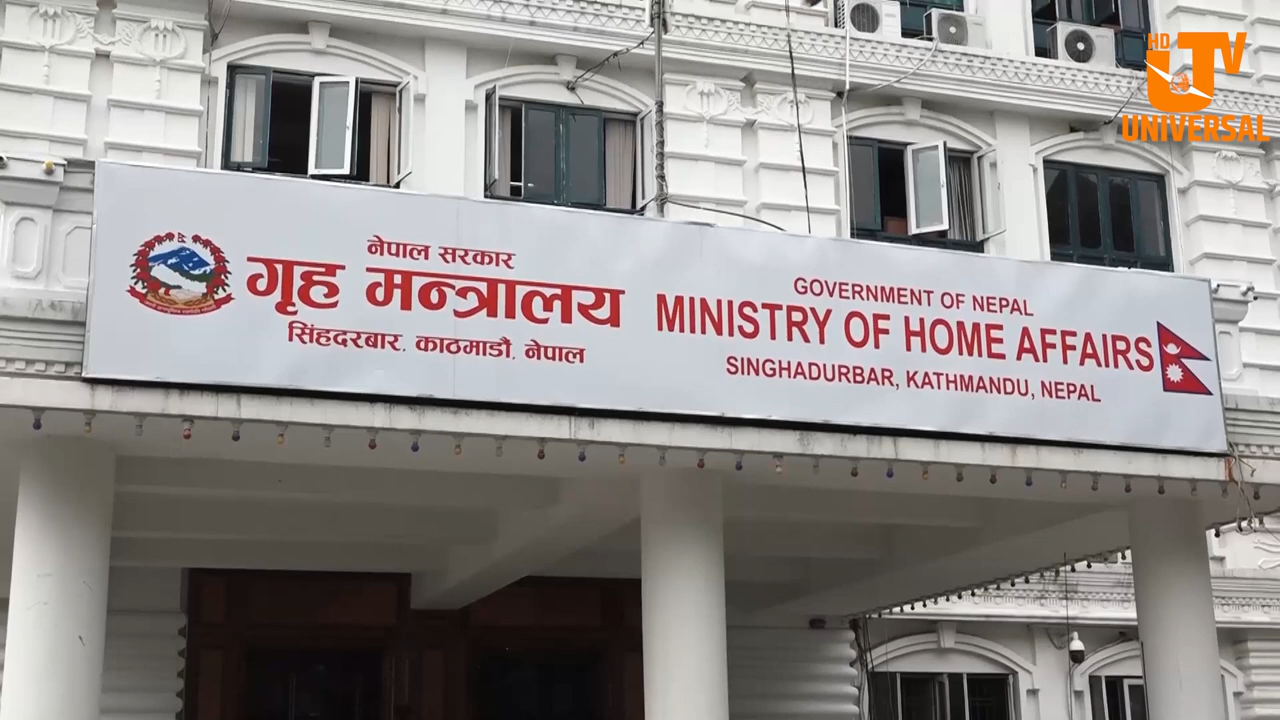 HD
UTV
UNIVERSAL
नेपाल सरकार
गृह मन्त्रालय
सिंहदरबार, काठमाडौं, नेपाल
GOVERNMENT OF NEPAL
MINISTRY OF HOME AFFAIRS
SINGHADURBAR, KATHMANDU, NEPAL